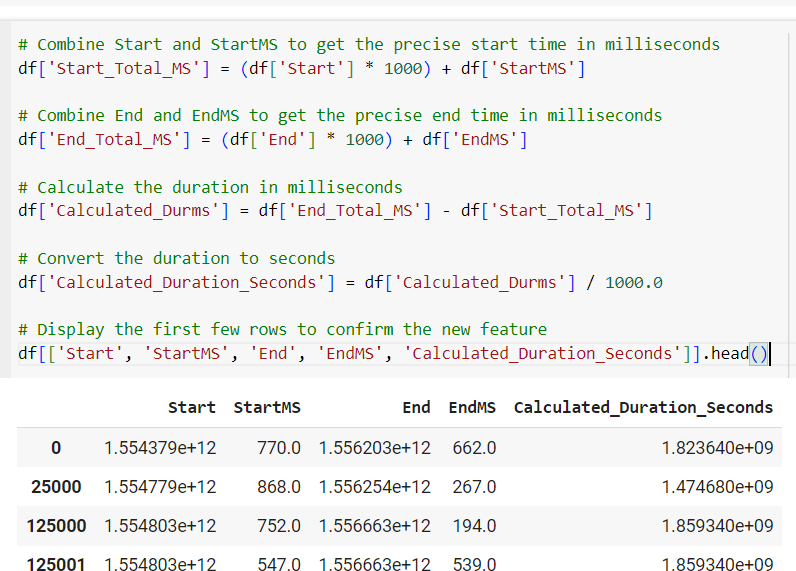 # Combine Start and StartMS to get the precise start time in milliseconds
df['Start_Total_MS'] = (df['Start'] * 1000) + df['StartMS']
# Combine End and EndMS to get the precise end time in milliseconds
df['End_Total_MS'] = (df['End'] * 1000) + df['EndMS']
# Calculate the duration in milliseconds
df['Calculated_Durms'] = df['End_Total_MS'] - df['Start_Total_MS']
# Convert the duration to seconds
df['Calculated_Duration_Seconds'] = df['Calculated_Durms'] / 1000.0
# Display the first few rows to confirm the new feature
df[['Start', 'StartMS', 'End', 'EndMS', 'Calculated_Duration_Seconds']].head()
Start StartMS End EndMS Calculated_Duration_Seconds
0 1.554379e+12 770.0 1.556203e+12 662.0 1.823640e+09
25000 1.554779e+12 868.0 1.556254e+12 267.0 1.474680e+09
125000 1.554803e+12 752.0 1.556663e+12 194.0 1.859340e+09
125001 1.554803e+12 547.0 1.556663e+12 539.0 1.859340e+09